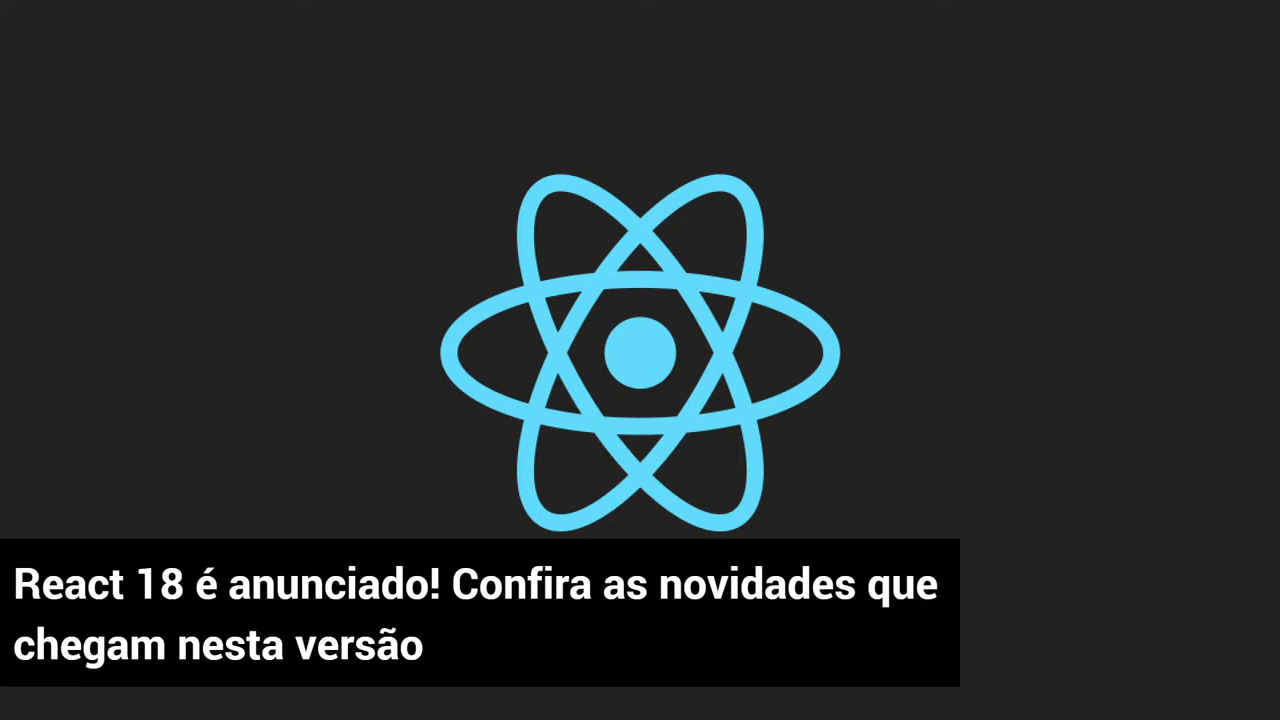 React 18 é anunciado! Confira as novidades que
chegam nesta versão